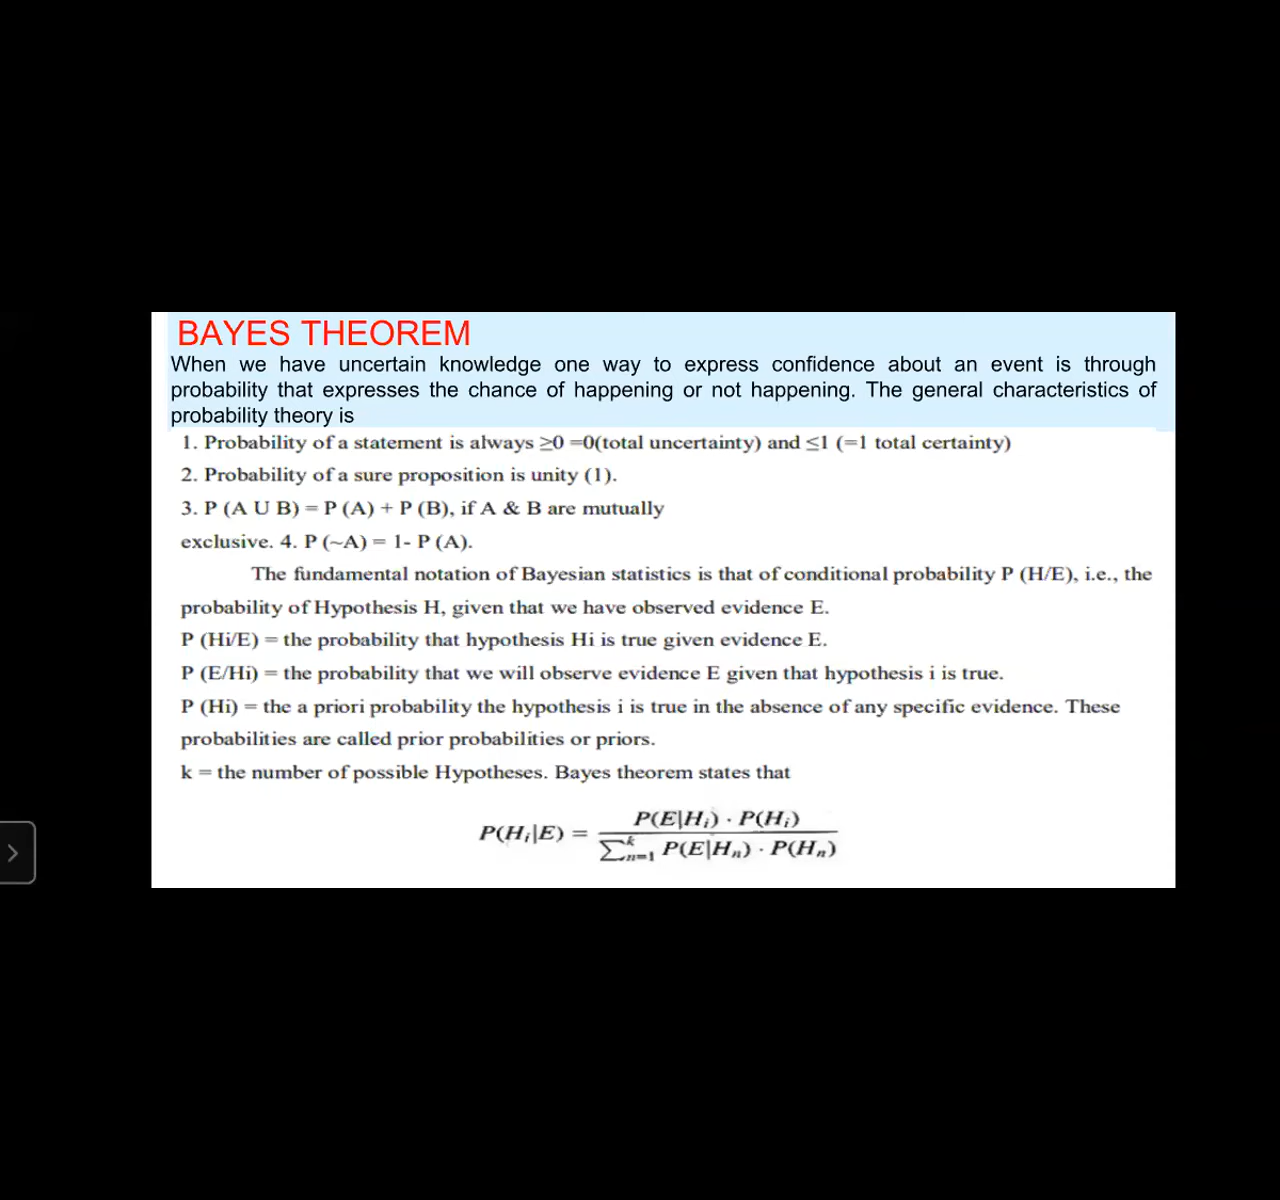 BAYES THEOREM
When we have uncertain knowledge one way to express confidence about an event is through
probability that expresses the chance of happening or not happening. The general characteristics of
probability theory is
1. Probability of a statement is always ≥0 =0(total uncertainty) and ≤1 (=1 total certainty)
2. Probability of a sure proposition is unity (1).
3. P (A U B) = P (A) + P (B), if A & B are mutually
exclusive. 4. P (~A) = 1- P (A).
The fundamental notation of Bayesian statistics is that of conditional probability P (H/E), i.e., the
probability of Hypothesis H, given that we have observed evidence E.
P (Hi/E) = the probability that hypothesis Hi is true given evidence E.
P (E/Hi) = the probability that we will observe evidence E given that hypothesis i is true.
P (Hi) = the a priori probability the hypothesis i is true in the absence of any specific evidence. These
probabilities are called prior probabilities or priors.
k = the number of possible Hypotheses. Bayes theorem states that
P(E|Hᵢ) · P(Hᵢ)
P(Hᵢ|E) =
∑ᵏₙ₌₁ P(E|Hₙ) · P(Hₙ)